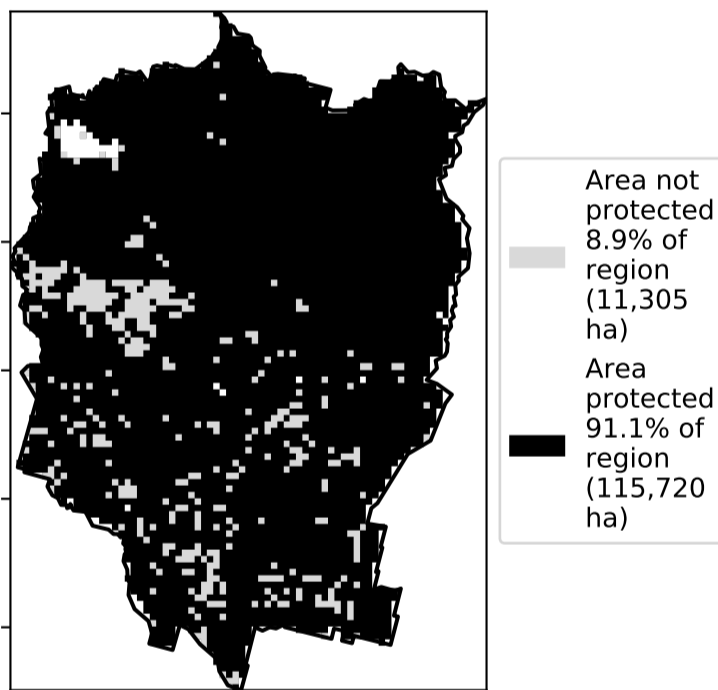 Area not
protected
8.9% of
region
(11,305
ha)
Area
protected
91.1% of
region
(115,720
ha)